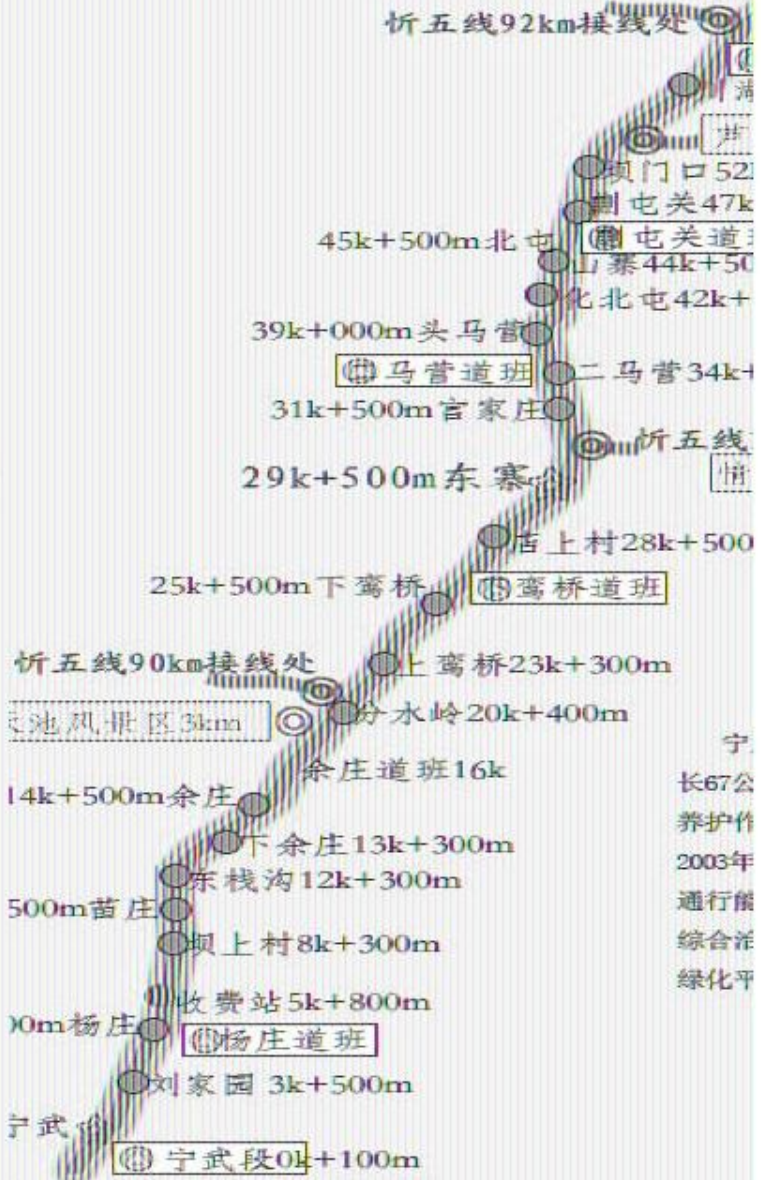 忻五线92km接线处
坝门口52
屯关47k
45k+500m北屯
屯关道班
山寨44k+50
化北屯42k+
39k+000m头马营
马营道班
二马营34k+
31k+500m官家庄
忻五线
29k+500m东寨
店上村28k+500
25k+500m下鸾桥
鸾桥道班
忻五线90km接线处
上鸾桥23k+300m
池风景区3km
分水岭20k+400m
宁
余庄道班16k
长67公
14k+500m余庄
养护作
下余庄13k+300m
2003年
东栈沟12k+300m
通行能
500m苗庄
坝上村8k+300m
综合治
绿化平
收费站5k+800m
0m杨庄
杨庄道班
刘家园 3k+500m
宁武
宁武段0k+100m